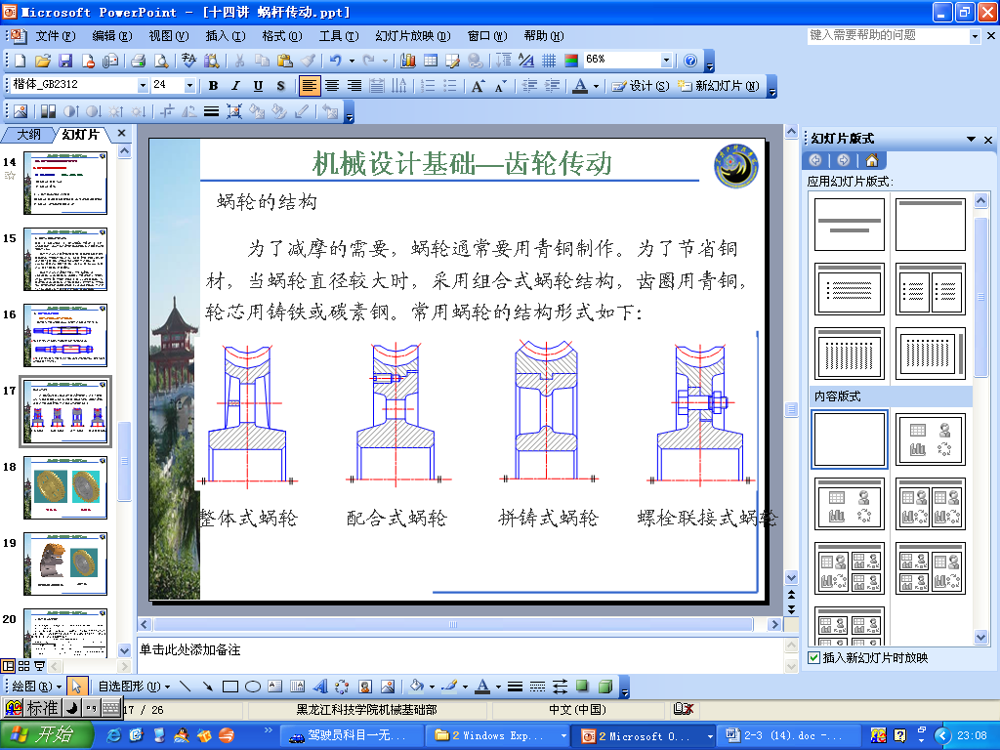 Microsoft PowerPoint - [十四讲 蜗杆传动.ppt]
文件(F) 编辑(E) 视图(V) 插入(I) 格式(O) 工具(T) 幻灯片放映(D) 窗口(W) 帮助(H) 键入需要帮助的问题
66%
楷体_GB2312 24 B I U S 设计(S) 新幻灯片(N)
大纲 幻灯片
幻灯片版式
应用幻灯片版式:
14
15
16
17
18
19
20
机械设计基础—齿轮传动
蜗轮的结构
为了减摩的需要，蜗轮通常要用青铜制作。为了节省铜
材，当蜗轮直径较大时，采用组合式蜗轮结构，齿圈用青铜，
轮芯用铸铁或碳素钢。常用蜗轮的结构形式如下：
整体式蜗轮 配合式蜗轮 拼铸式蜗轮 螺栓联接式蜗轮
内容版式
插入新幻灯片时放映
单击此处添加备注
绘图(R) 自选图形(U)
标准 17 / 26 黑龙江科技学院机械基础部 中文(中国)
开始 驾驶员科目一无... 2 Windows Exp... 2 Microsoft O... 2-3 (14).doc -... 23:08